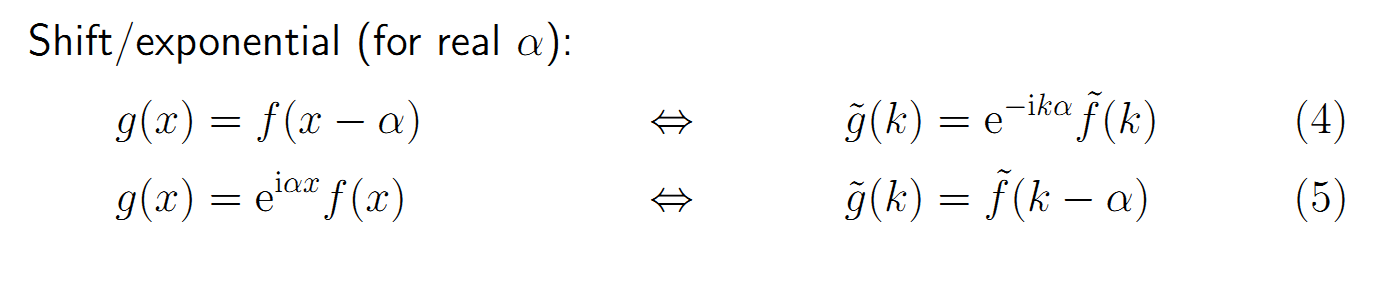 Shift/exponential (for real α):
g(x) = f(x − α) ⇔ g̃(k) = e^{−ikα} f̃(k) (4)
g(x) = e^{iαx} f(x) ⇔ g̃(k) = f̃(k − α) (5)